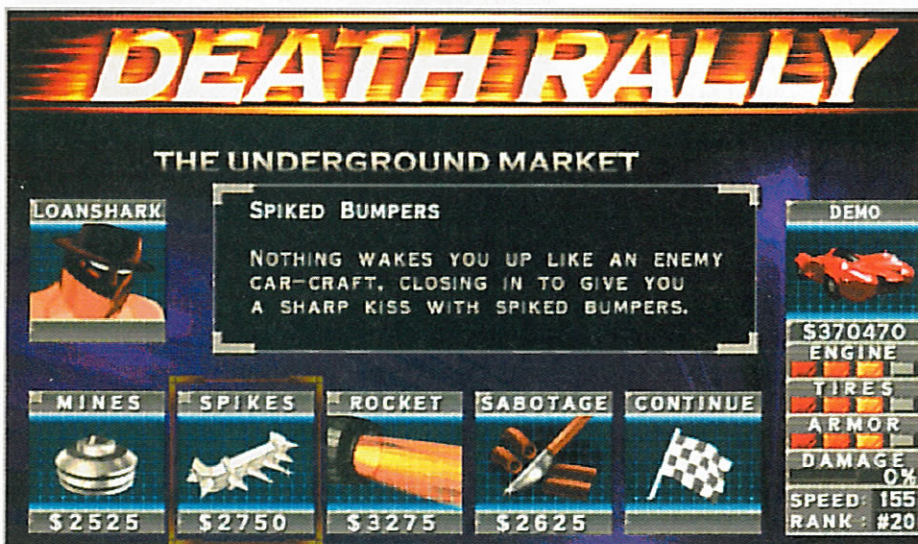 DEATH RALLY
THE UNDERGROUND MARKET
LOANSHARK
SPIKED BUMPERS
NOTHING WAKES YOU UP LIKE AN ENEMY
CAR-CRAFT. CLOSING IN TO GIVE YOU
A SHARP KISS WITH SPIKED BUMPERS.
DEMO
$370470
ENGINE
TIRES
ARMOR
DAMAGE
0%
SPEED: 155
RANK: #20
MINES
$2525
SPIKES
$2750
ROCKET
$3275
SABOTAGE
$2625
CONTINUE